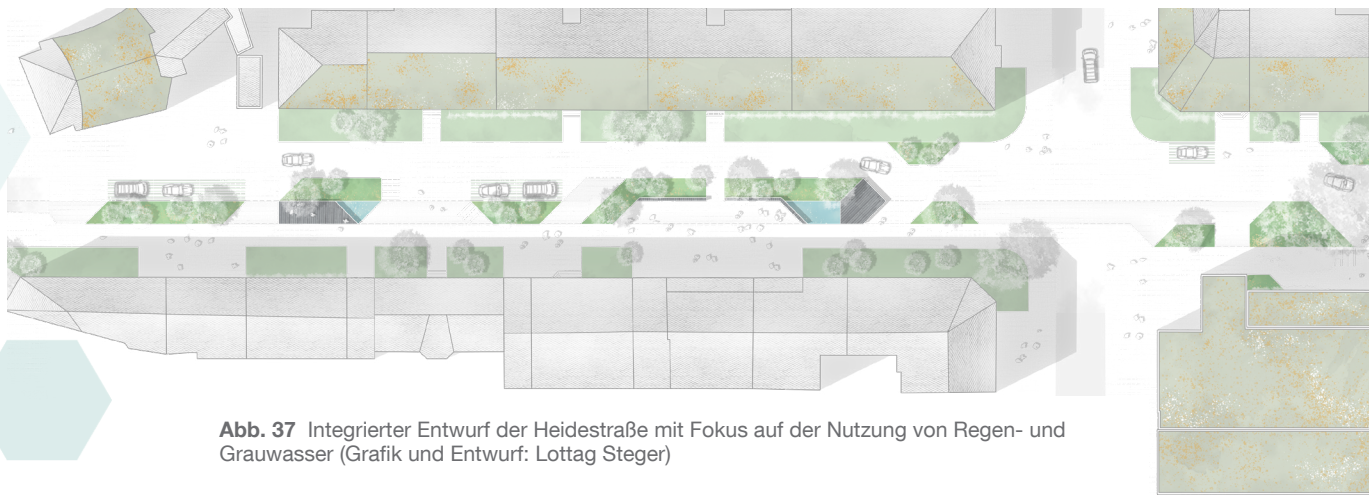 Abb. 37 Integrierter Entwurf der Heidestraße mit Fokus auf der Nutzung von Regen- und
Grauwasser (Grafik und Entwurf: Lottag Steger)